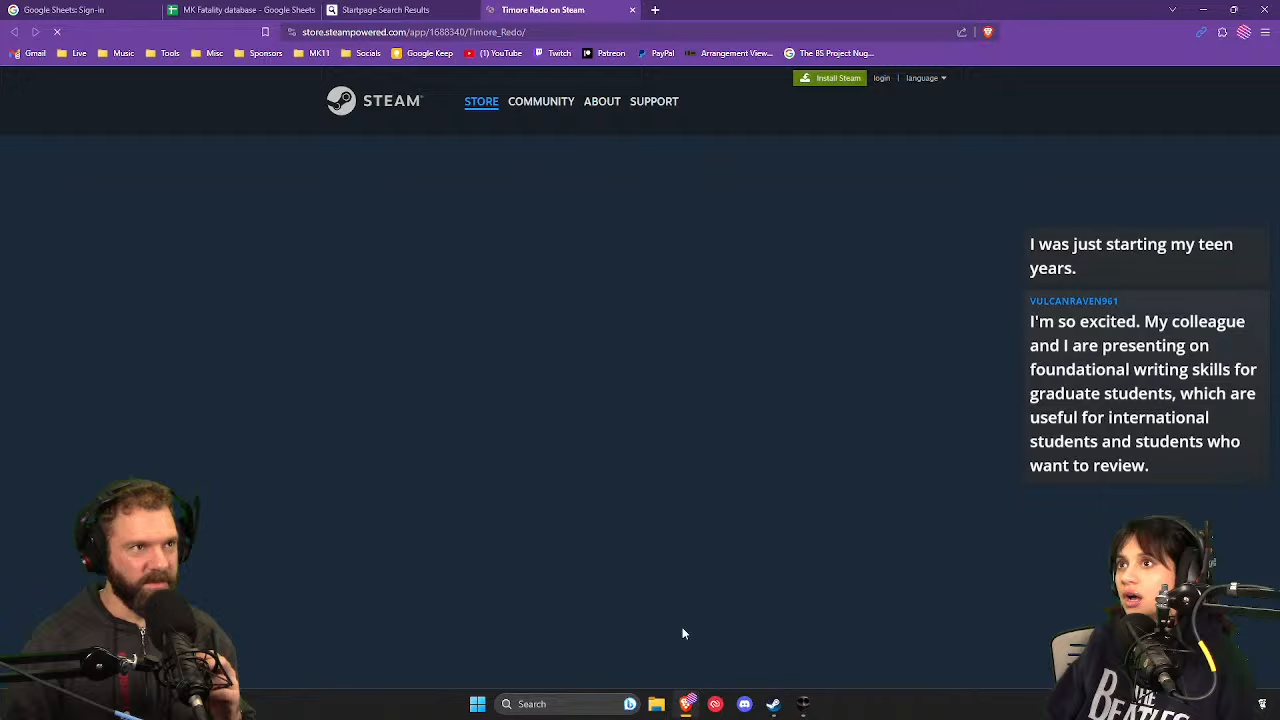 Google Sheets: Sign-in
MK Fatality database - Google Sheets
Startpage Search Results
Timore Redo on Steam
store.steampowered.com/app/1688340/Timore_Redo/
Gmail
Live
Music
Tools
Misc
Sponsors
MK11
Socials
Google Keep
(1) YouTube
Twitch
Patreon
PayPal
Arrangement View...
The BS Project Nug...
Install Steam
login
language
STEAM
STORE
COMMUNITY
ABOUT
SUPPORT
I was just starting my teen
years.
VULCANRAVEN961
I'm so excited. My colleague
and I are presenting on
foundational writing skills for
graduate students, which are
useful for international
students and students who
want to review.
Search
BEATLES